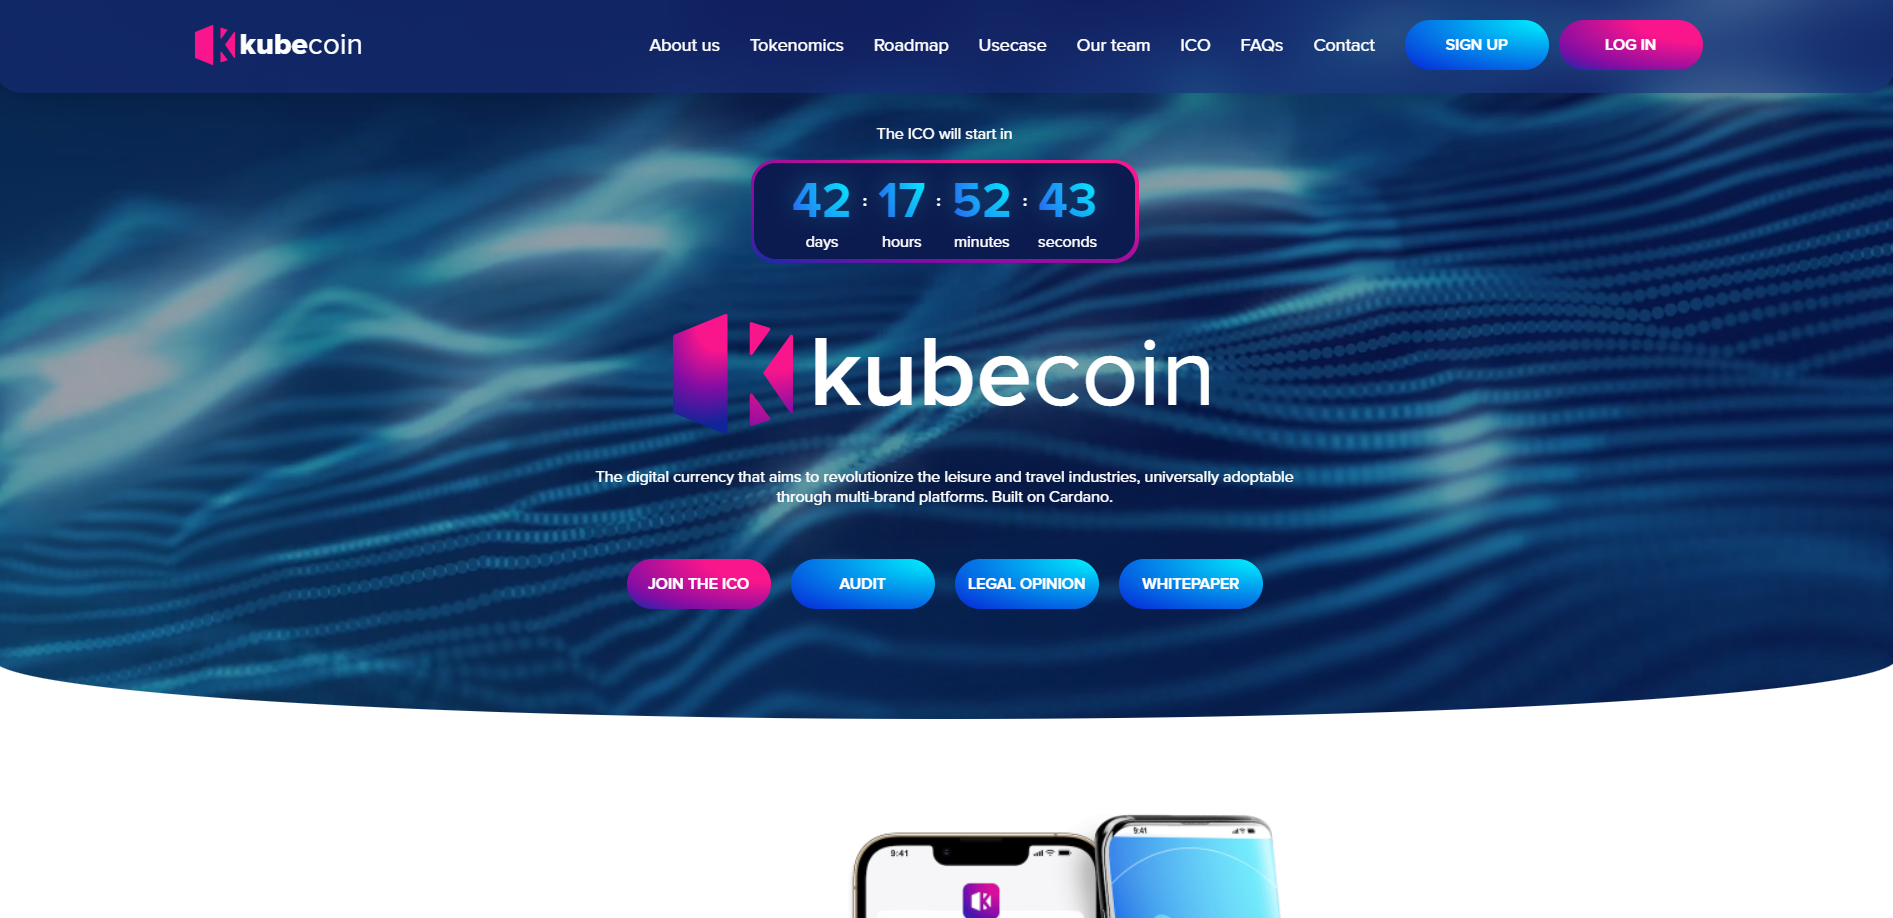 kubecoin
About us Tokenomics Roadmap Usecase Our team ICO FAQs Contact SIGN UP LOG IN
The ICO will start in
42 : 17 : 52 : 43
days hours minutes seconds
kubecoin
The digital currency that aims to revolutionize the leisure and travel industries, universally adoptable
through multi-brand platforms. Built on Cardano.
JOIN THE ICO AUDIT LEGAL OPINION WHITEPAPER
9:41
9:41